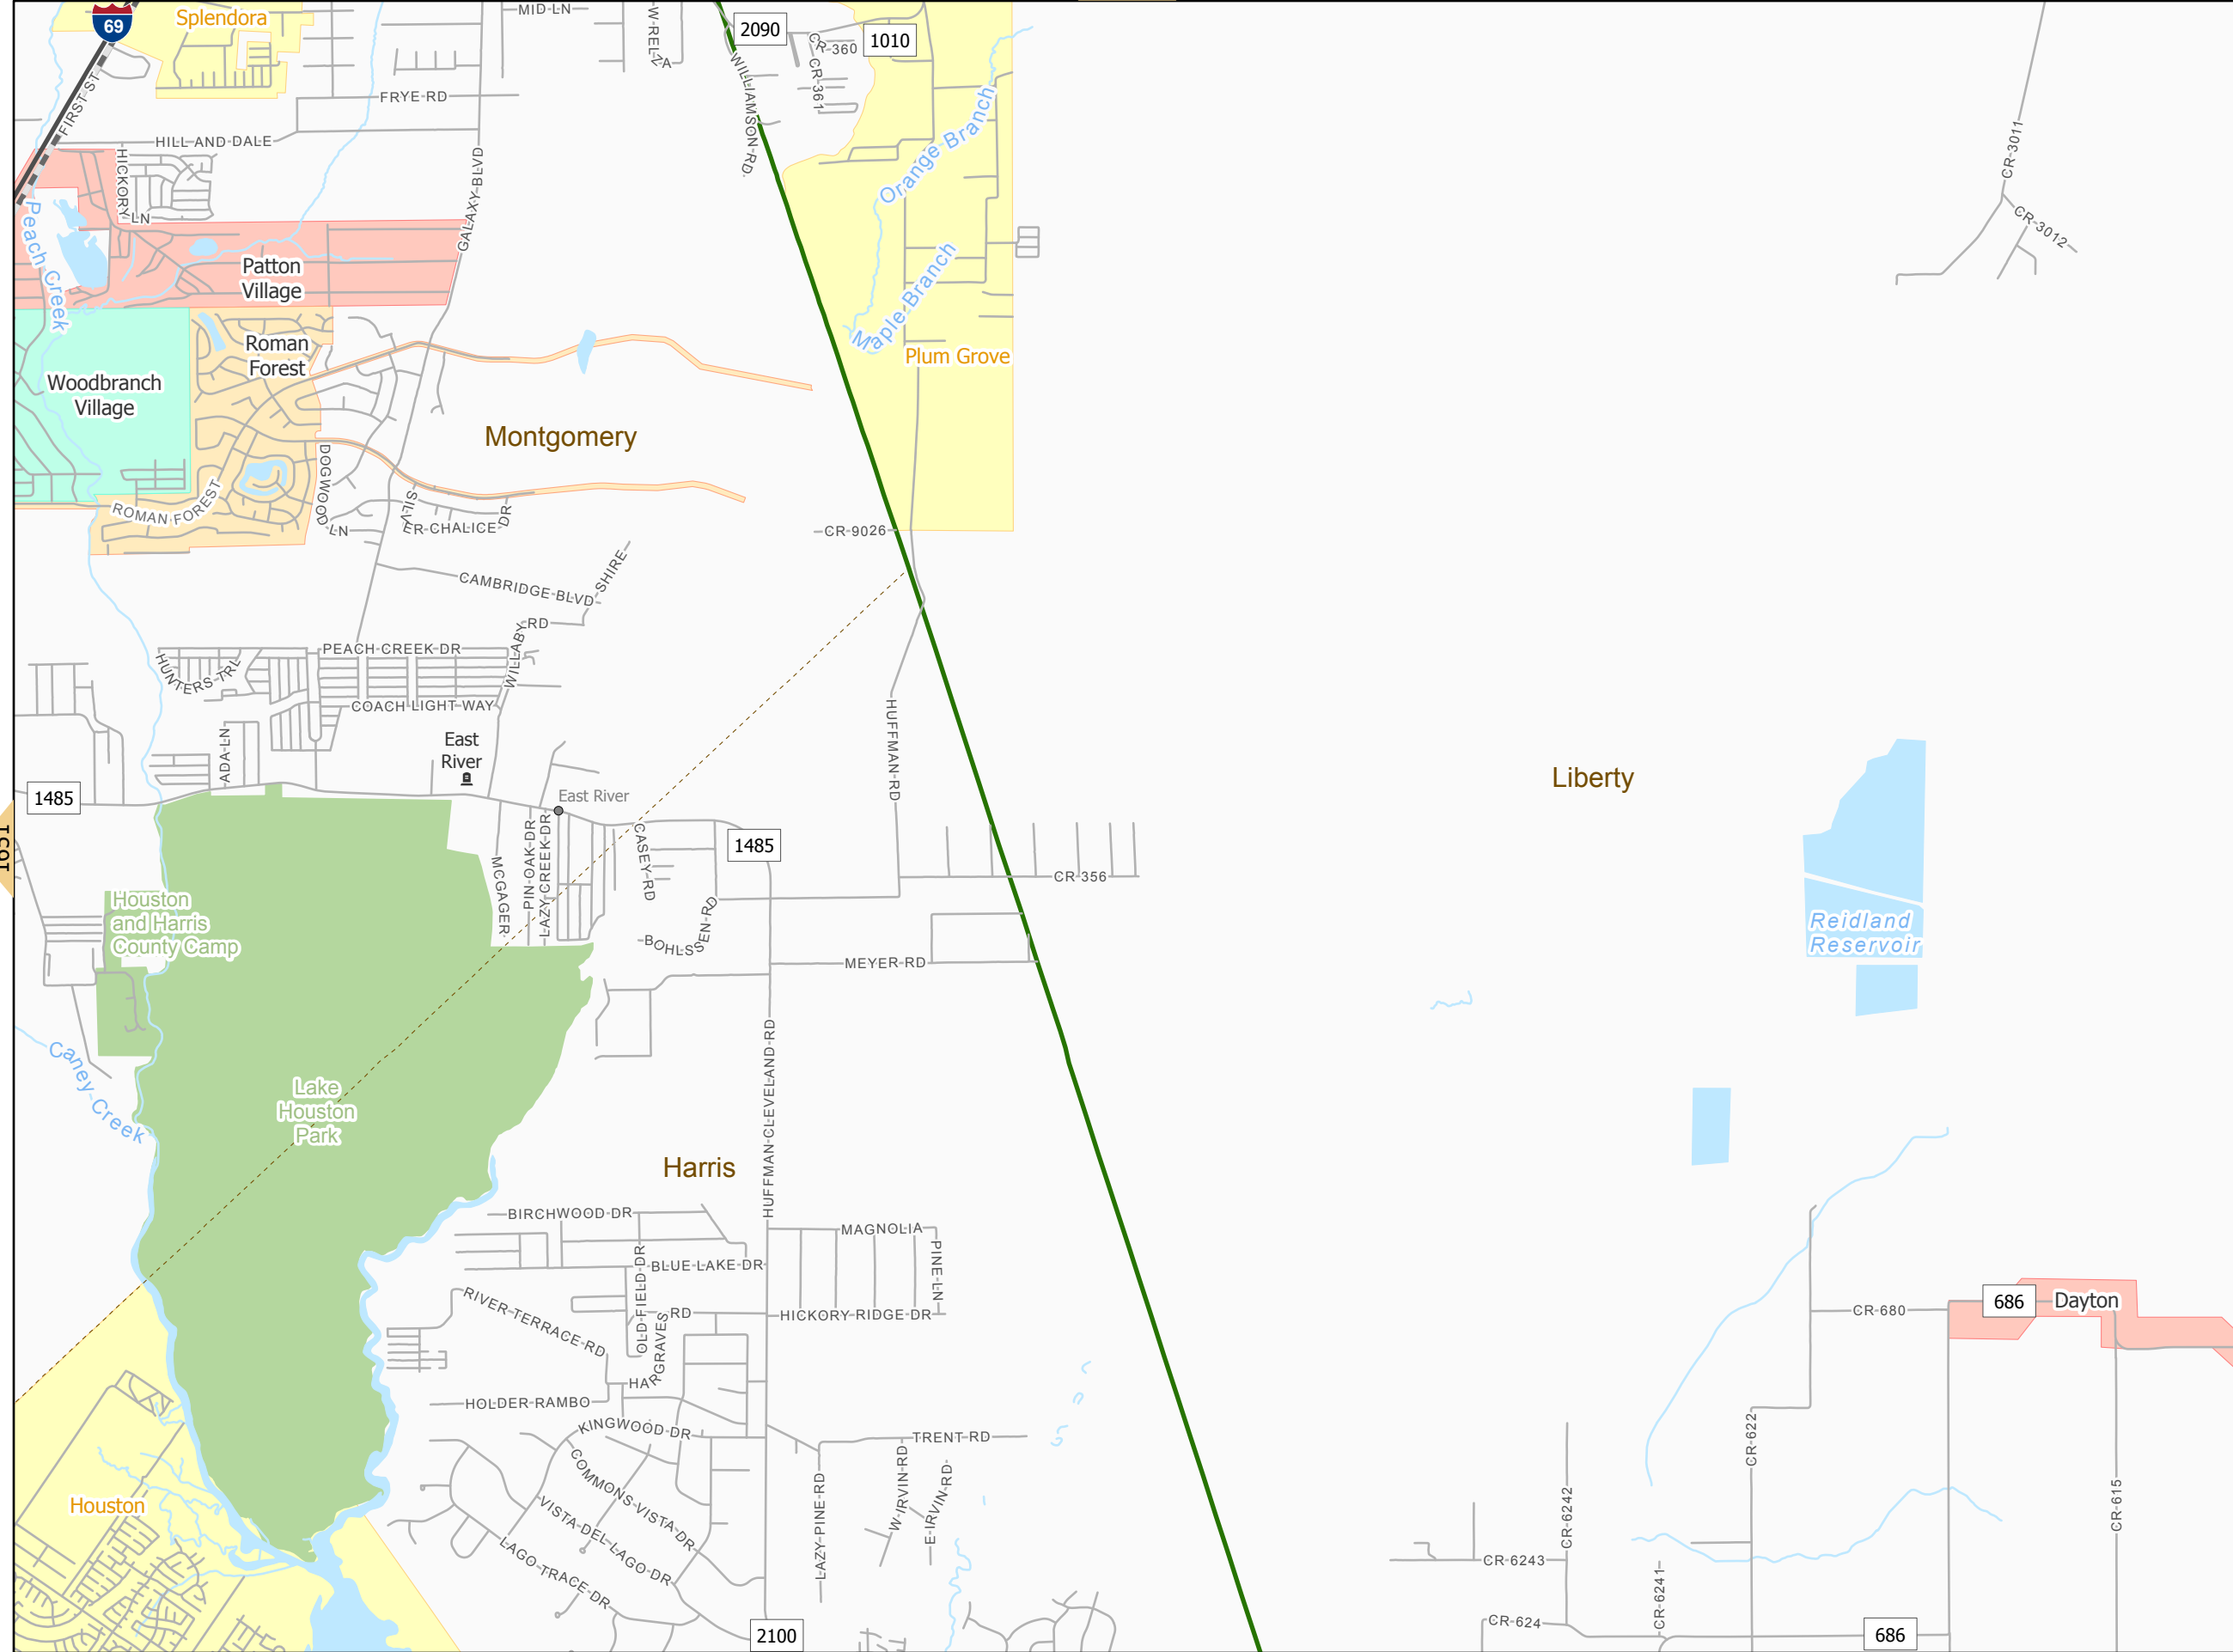 69
Splendora
MID LN
W REL
ZA
2090
1010
CR 360
CR 361
FIRST ST
FRYE RD
WILLIAMSON RD
HILL AND DALE
HICKORY
LN
GALAXY BLVD
Orange Branch
CR 3011
CR 3012
Peach Creek
Patton
Village
Maple Branch
Roman
Forest
Plum Grove
Woodbranch
Village
Montgomery
DOGWOOD LN
ROMAN FOREST
SILVER CHALICE DR
CR 9026
CAMBRIDGE BLVD
SHIRE
WILLABY
RD
PEACH CREEK DR
HUNTERS TRL
COACH LIGHT WAY
ADA LN
East
River
HUFFMAN RD
Liberty
1485
East River
1651
PIN OAK DR
LAZY CREEK DR
CASEY RD
1485
MCGAGER
CR 356
Houston
and Harris
County Camp
BOHLSSEN RD
Reidland
Reservoir
MEYER RD
Caney Creek
HUFFMAN CLEVELAND RD
Lake
Houston
Park
Harris
BIRCHWOOD DR
MAGNOLIA
PINE LN
OLD FIELD DR
BLUE LAKE DR
RIVER TERRACE RD
RD
HICKORY RIDGE DR
CR 680
686
Dayton
HARGRAVES
HOLDER RAMBO
KINGWOOD DR
TRENT RD
CR 622
COMMONS VISTA DR
W IRVIN RD
E IRVIN RD
LAZY PINE RD
CR 6242
CR 615
Houston
VISTA DEL LAGO DR
LAGO TRACE DR
CR 6243
CR 6241
CR 624
2100
686